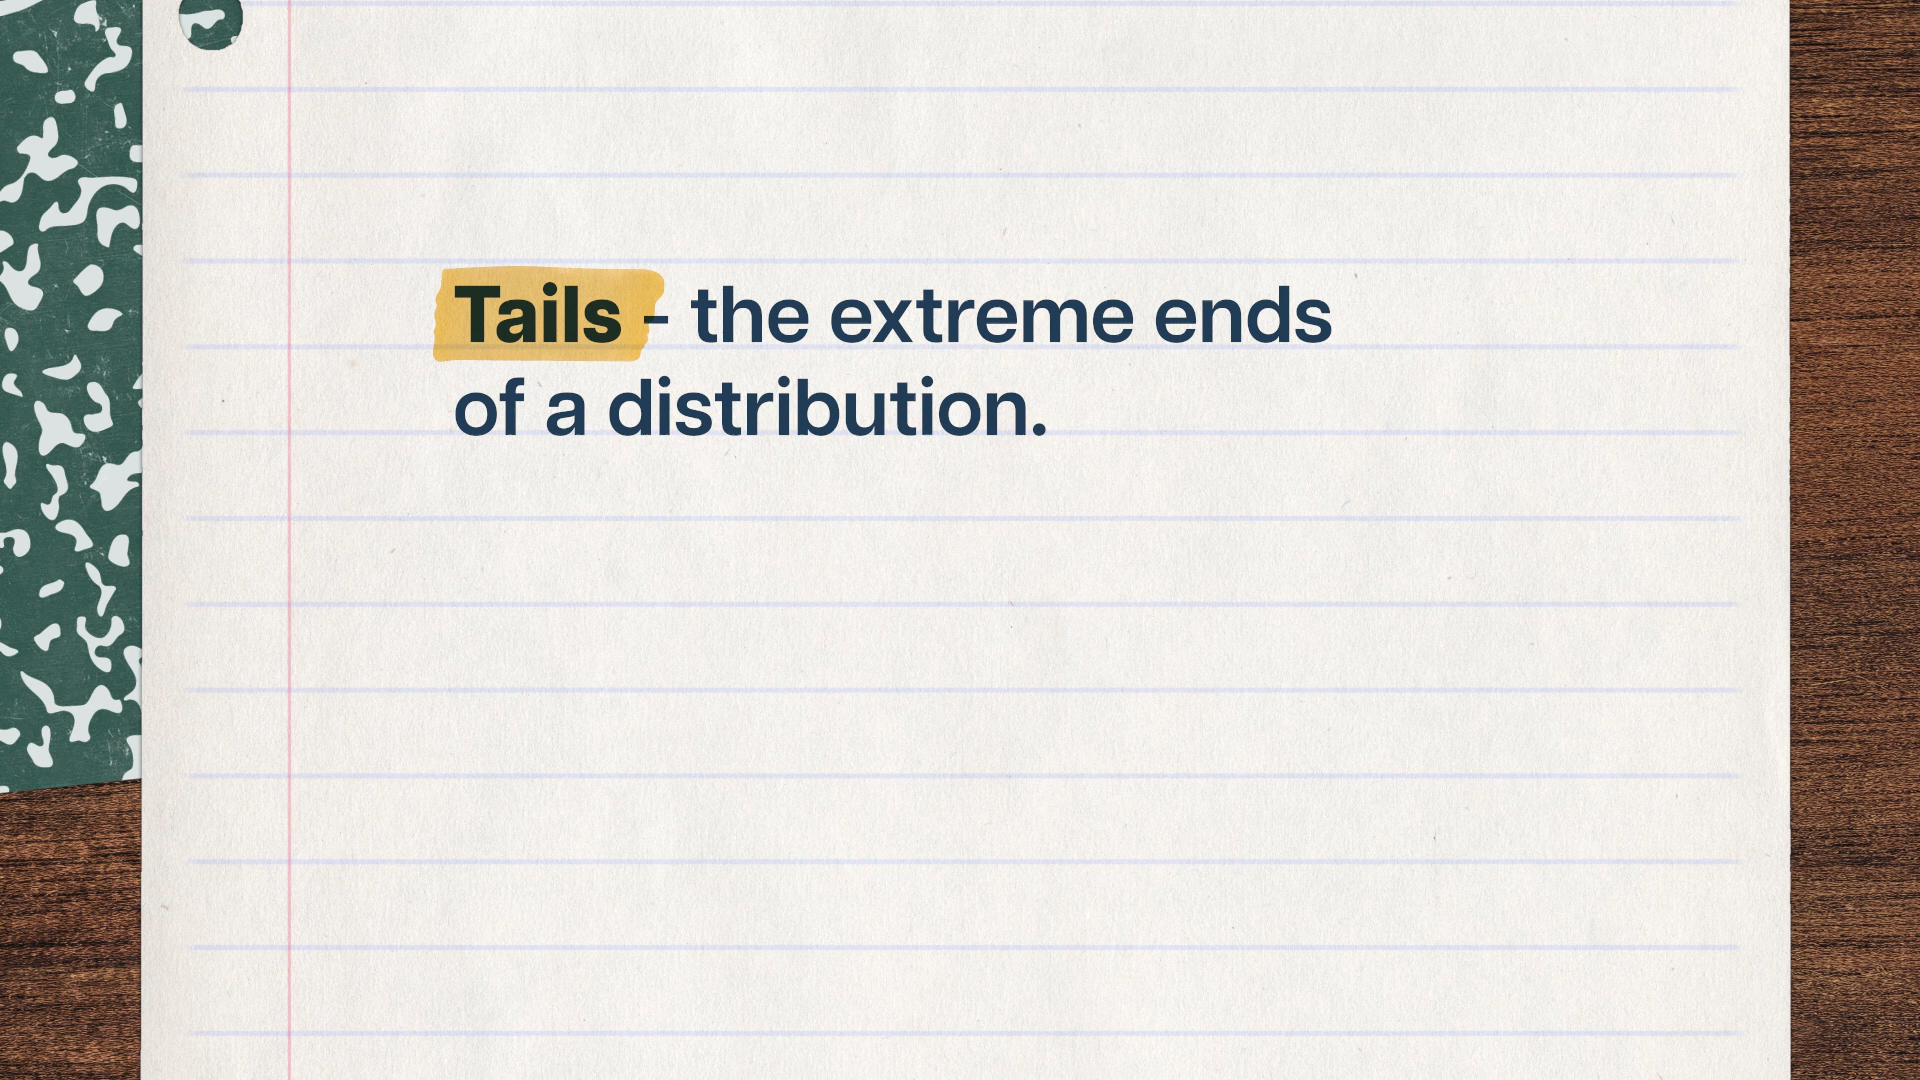 Tails - the extreme ends
of a distribution.